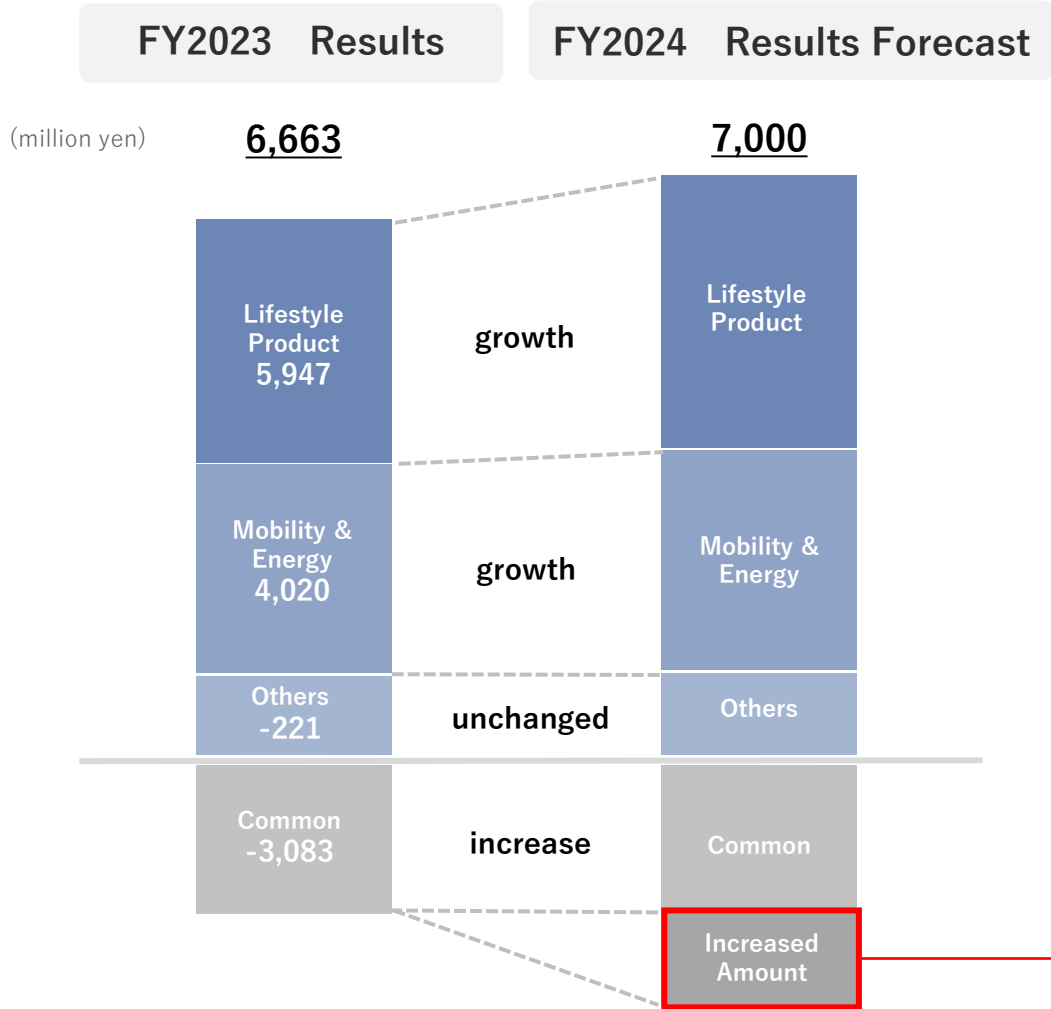 FY2023 Results
FY2024 Results Forecast
(million yen)
6,663
7,000
Lifestyle
Product
5,947
growth
Lifestyle
Product
Mobility &
Energy
4,020
growth
Mobility &
Energy
Others
-221
unchanged
Others
Common
-3,083
increase
Common
Increased
Amount